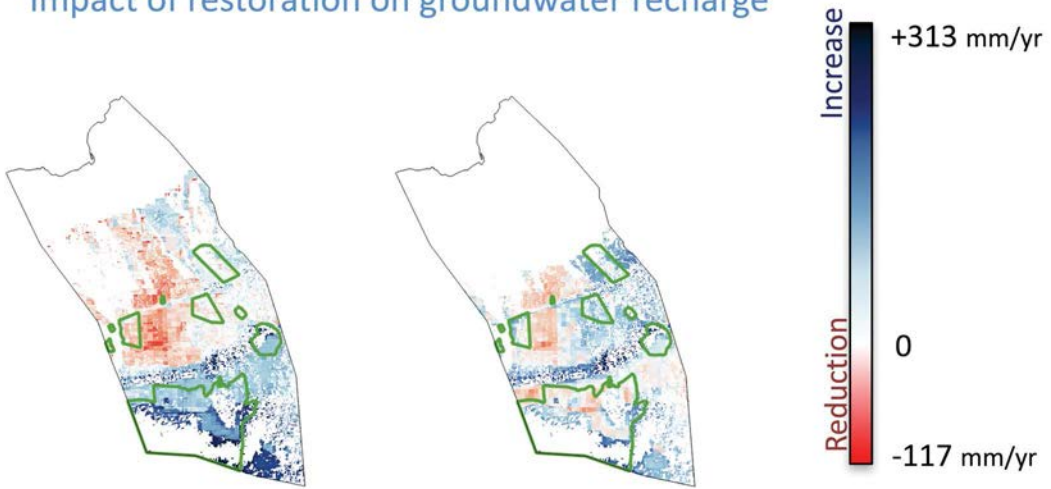 Impact of restoration on groundwater recharge
Increase
+313 mm/yr
0
Reduction
-117 mm/yr